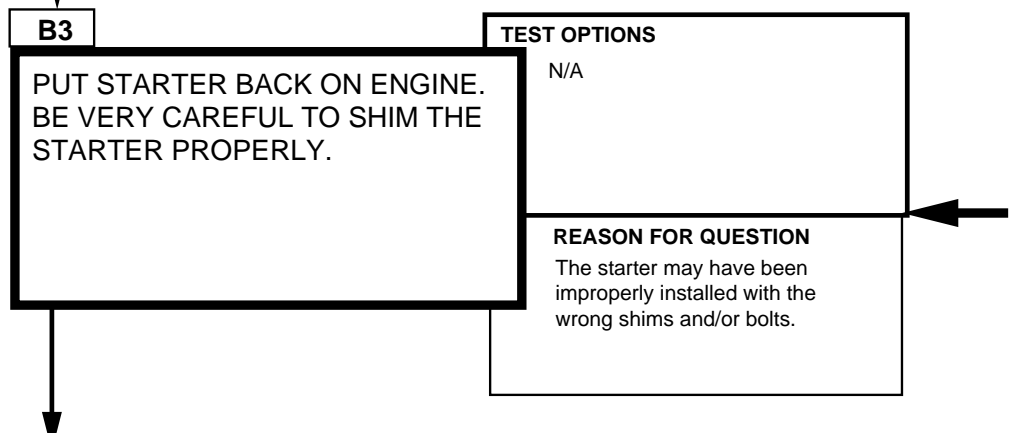 B3
PUT STARTER BACK ON ENGINE.
BE VERY CAREFUL TO SHIM THE
STARTER PROPERLY.
TEST OPTIONS
N/A
REASON FOR QUESTION
The starter may have been
improperly installed with the
wrong shims and/or bolts.